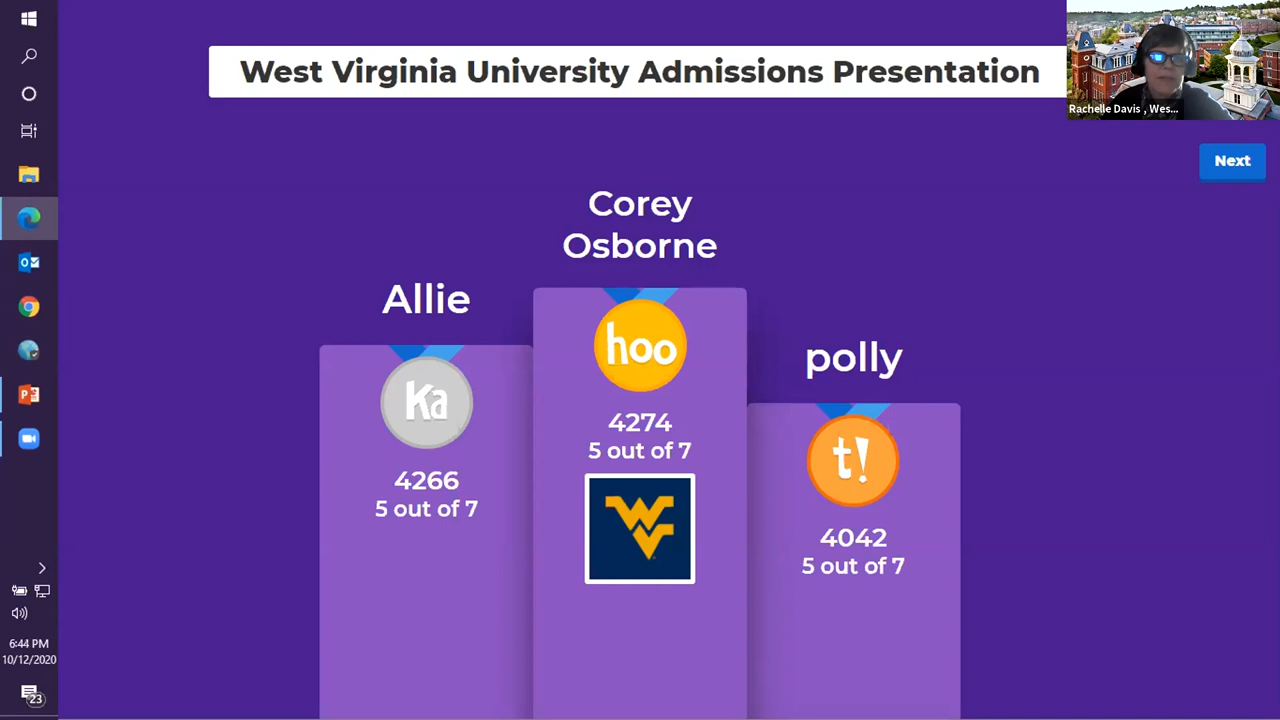 West Virginia University Admissions Presentation
Rachelle Davis , Wes...
Next
Corey
Osborne
Allie
polly
hoo
Ka
t!
4274
5 out of 7
4266
5 out of 7
4042
5 out of 7
WV
6:44 PM
10/12/2020
23